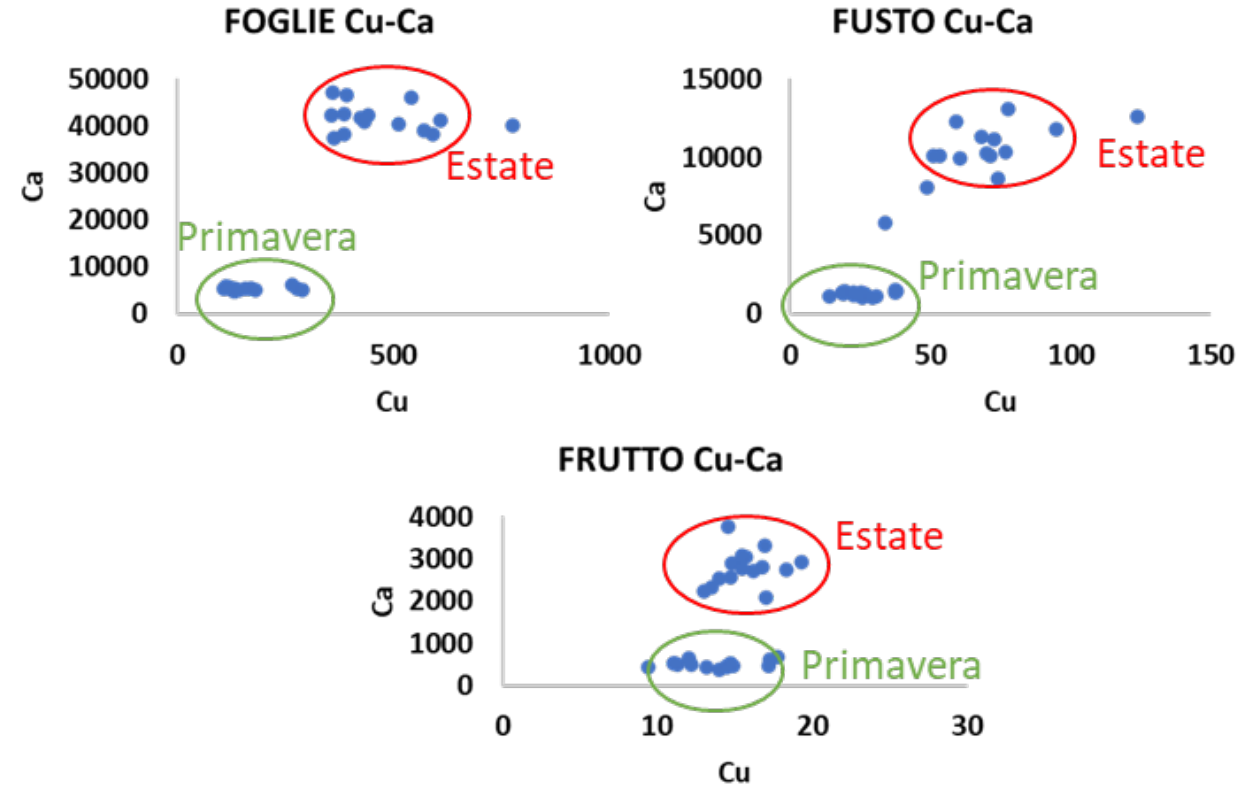 FOGLIE Cu-Ca
50000
40000
30000
20000
10000
0
Ca
Estate
Primavera
0 500 1000
Cu
FUSTO Cu-Ca
15000
10000
5000
0
Ca
Estate
Primavera
0 50 100 150
Cu
FRUTTO Cu-Ca
4000
3000
2000
1000
0
Ca
Estate
Primavera
0 10 20 30
Cu